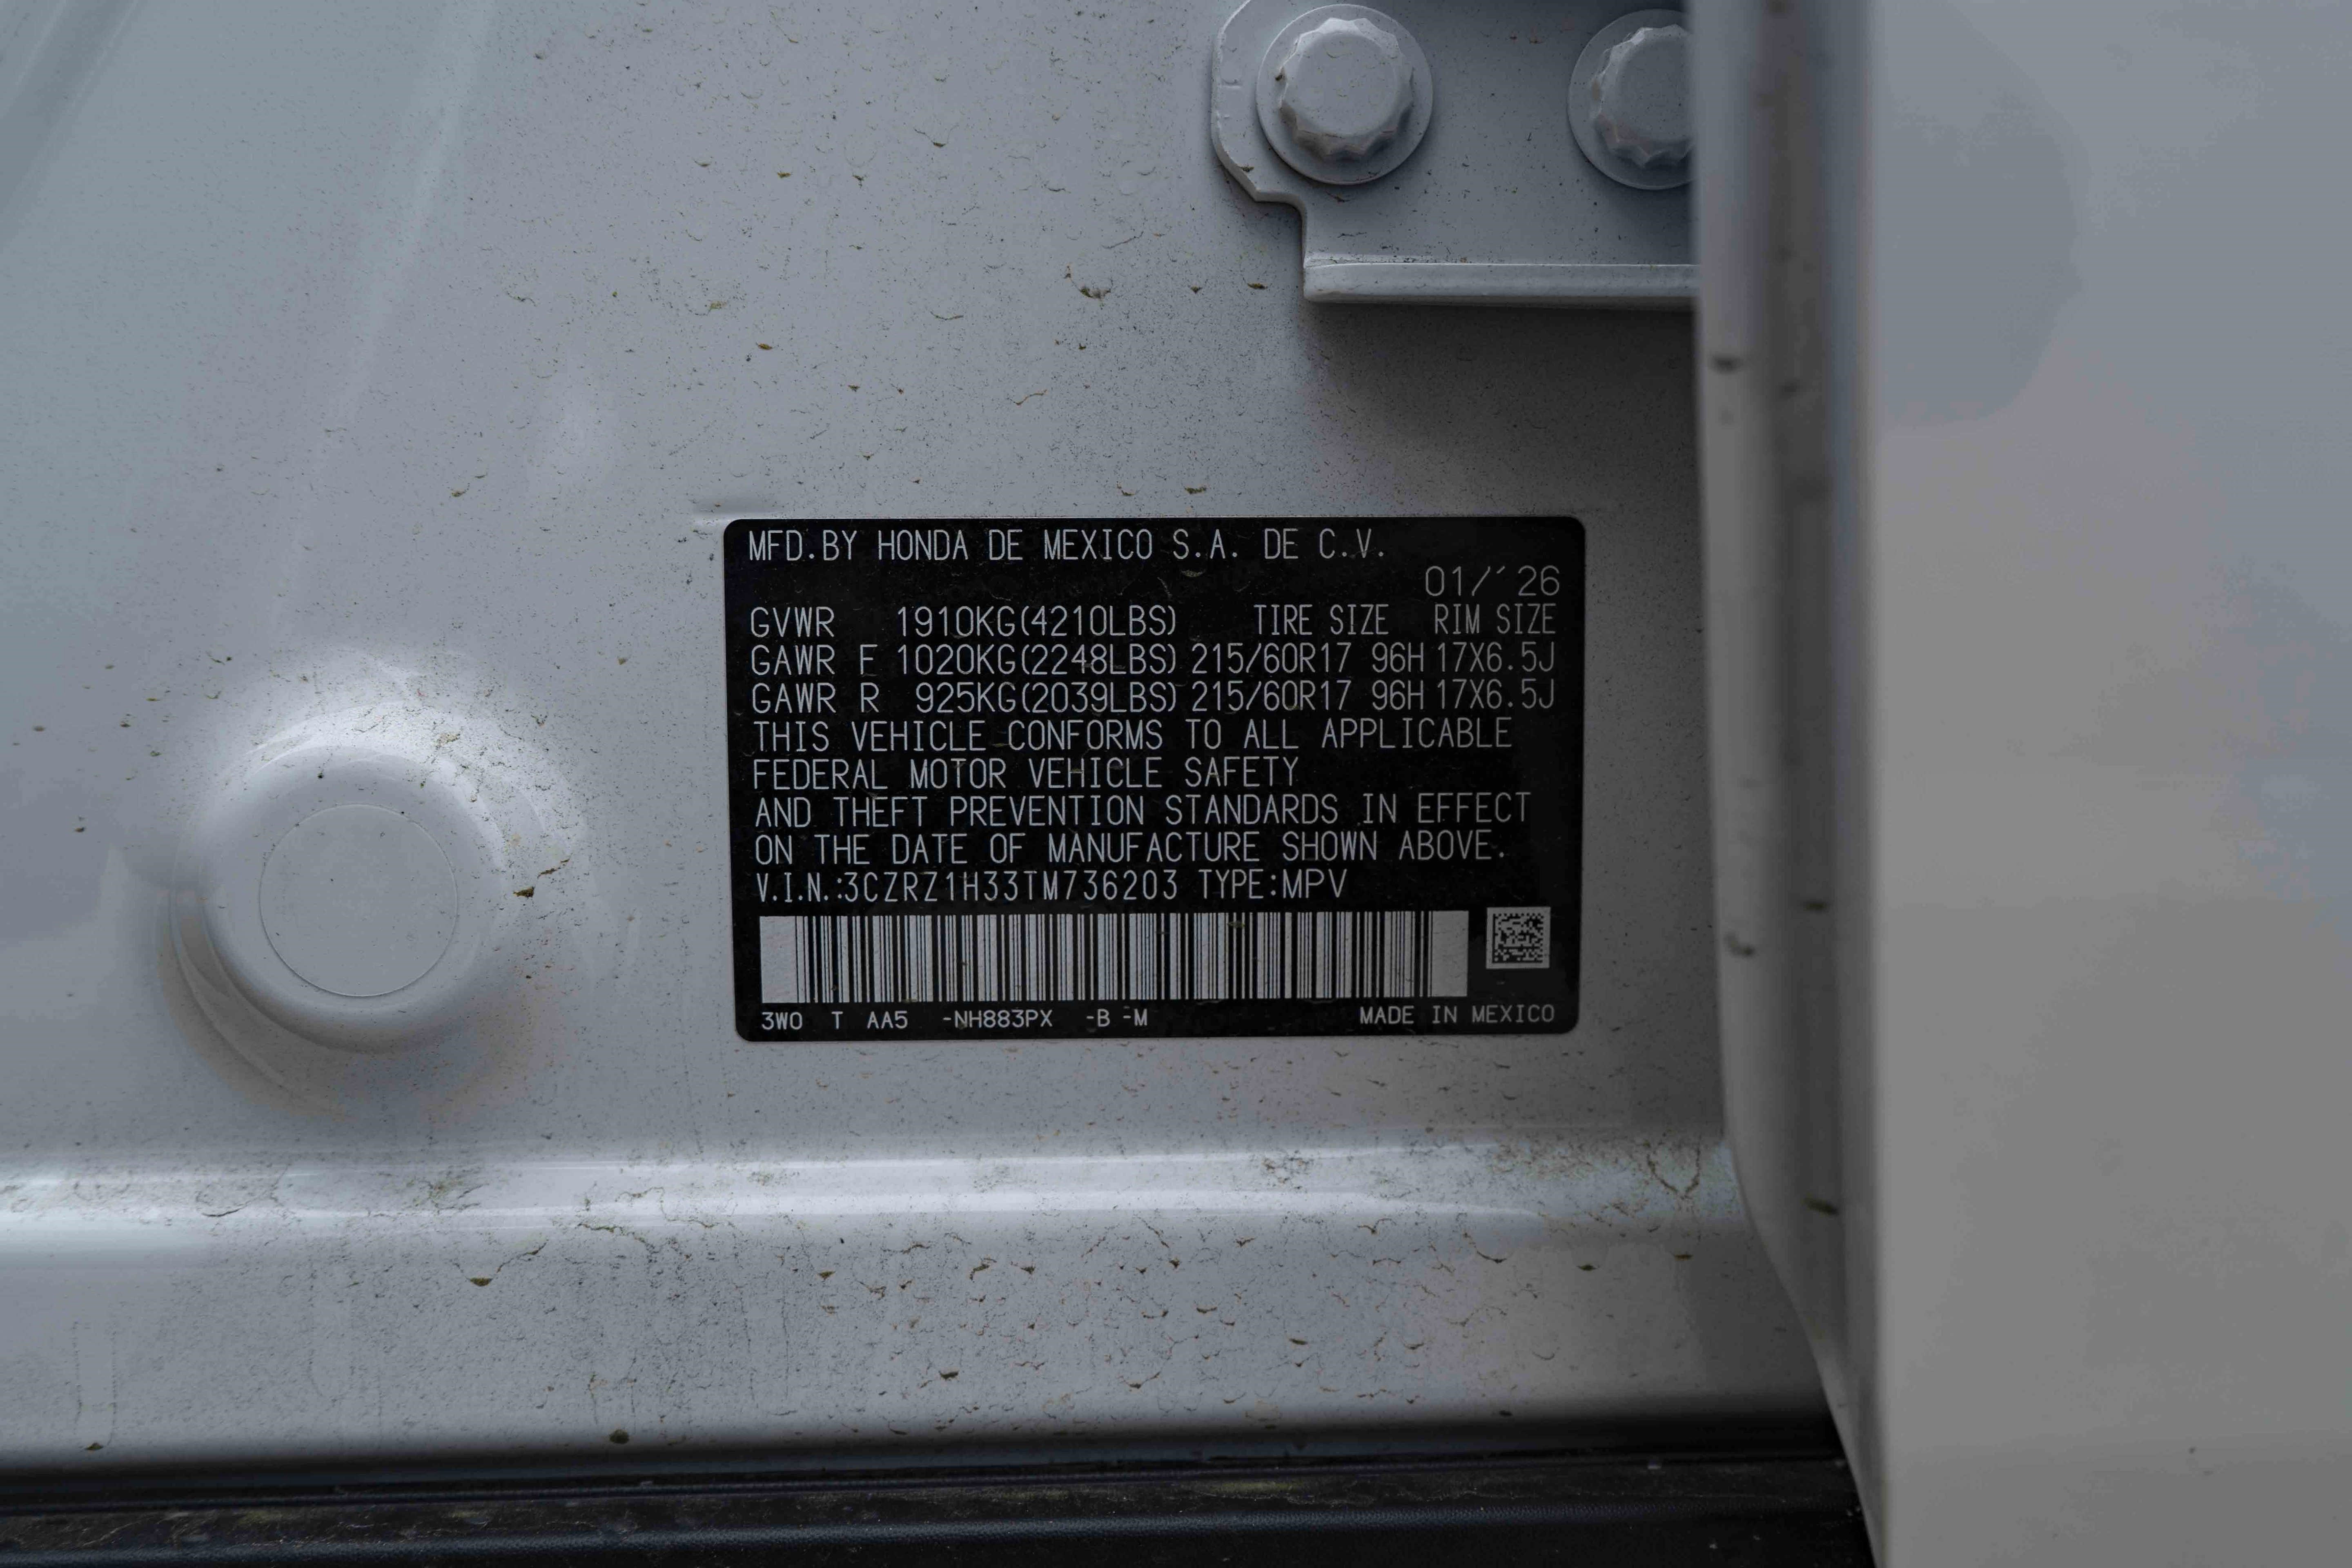 MFD.BY HONDA DE MEXICO S.A. DE C.V.
01/´26
GVWR 1910KG(4210LBS) TIRE SIZE RIM SIZE
GAWR F 1020KG(2248LBS) 215/60R17 96H 17X6.5J
GAWR R 925KG(2039LBS) 215/60R17 96H 17X6.5J
THIS VEHICLE CONFORMS TO ALL APPLICABLE
FEDERAL MOTOR VEHICLE SAFETY
AND THEFT PREVENTION STANDARDS IN EFFECT
ON THE DATE OF MANUFACTURE SHOWN ABOVE.
V.I.N.:3CZRZ1H33TM736203 TYPE:MPV
3W0 T AA5 -NH883PX -B -M MADE IN MEXICO